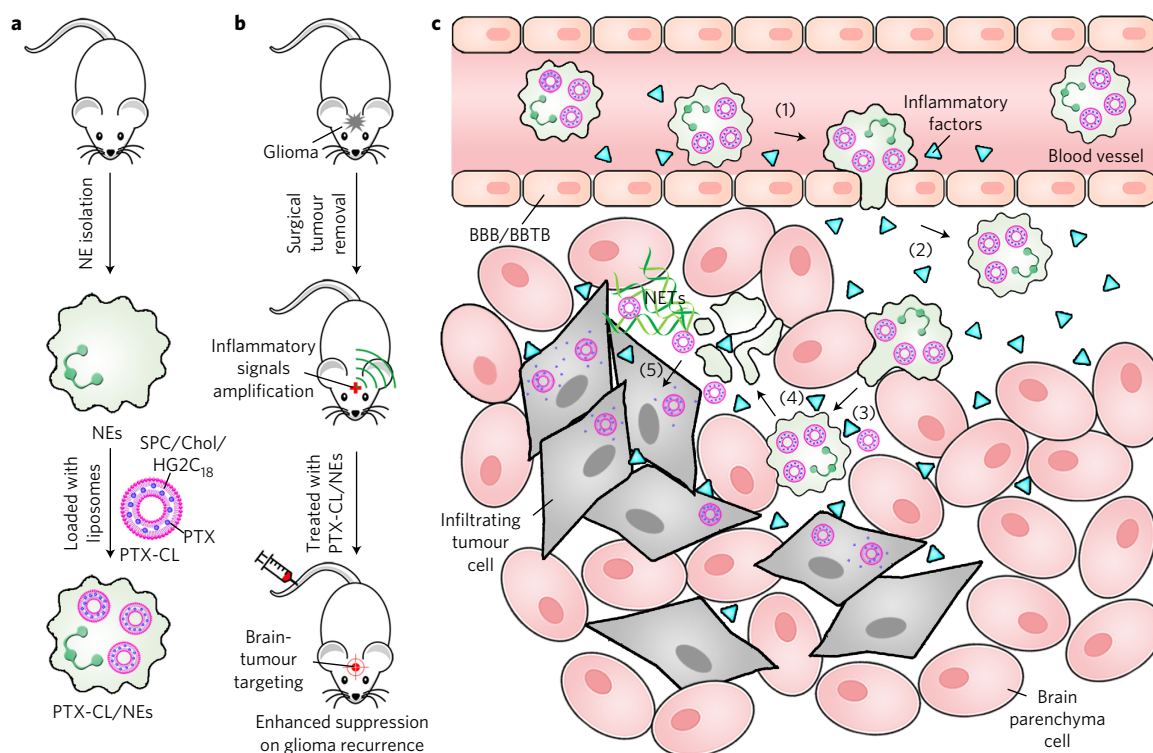 a
NE isolation
NEs
SPC/Chol/
HG2C18
Loaded with
liposomes
PTX
PTX-CL
PTX-CL/NEs
b
Glioma
Surgical
tumour
removal
Inflammatory
signals
amplification
Treated with
PTX-CL/NEs
Brain-
tumour
targeting
Enhanced suppression
on glioma recurrence
c
(1)
Inflammatory
factors
Blood vessel
BBB/BBTB
(2)
NETs
(5)
(4)
(3)
Infiltrating
tumour
cell
Brain
parenchyma
cell